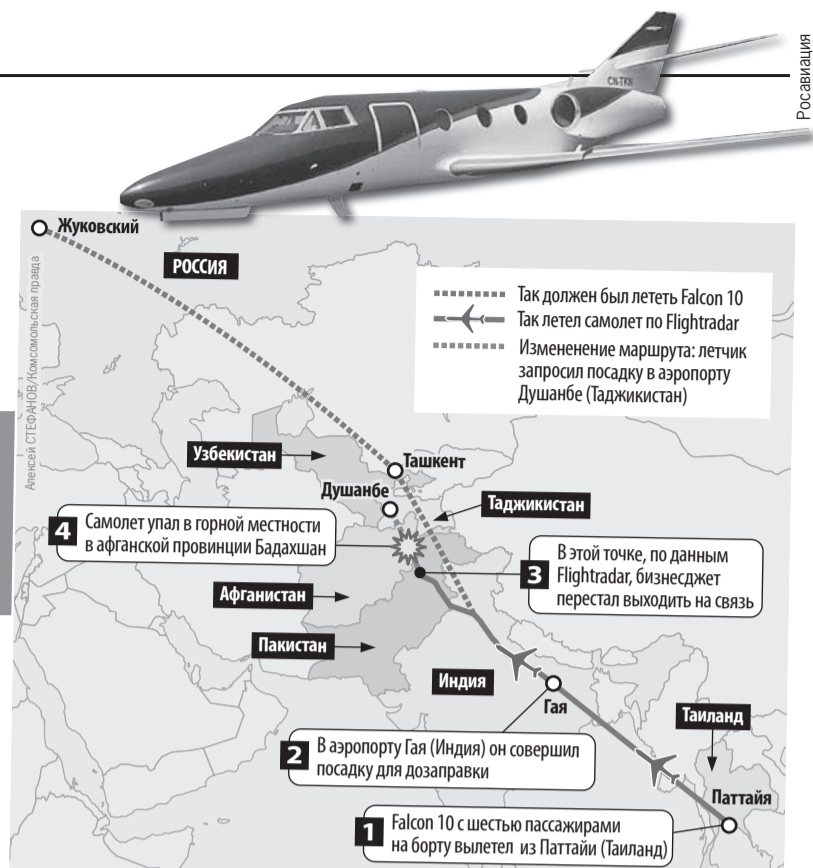 Росавиация
CN-TKN
Жуковский
РОССИЯ
Алексей СТЕФАНОВ/Комсомольская правда
Так должен был лететь Falcon 10
Так летел самолет по Flightradar
Измененение маршрута: летчик
запросил посадку в аэропорту
Душанбе (Таджикистан)
Узбекистан
Ташкент
Душанбе
Таджикистан
4 Самолет упал в горной местности
в афганской провинции Бадахшан
3 В этой точке, по данным
Flightradar, бизнесджет
перестал выходить на связь
Афганистан
Пакистан
Индия
Гая
Таиланд
2 В аэропорту Гая (Индия) он совершил
посадку для дозаправки
Паттайя
1 Falcon 10 с шестью пассажирами
на борту вылетел из Паттайи (Таиланд)